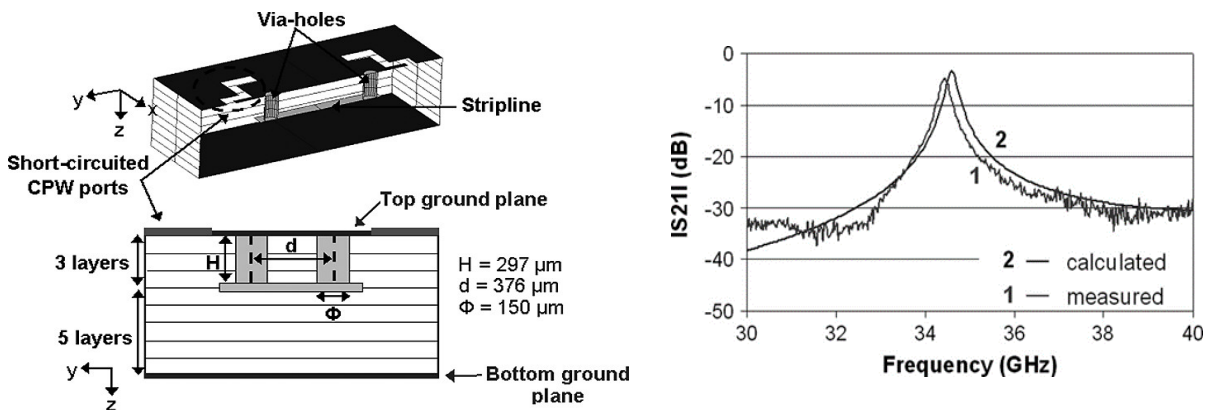 Via-holes
y
x
z
Stripline
Short-circuited
CPW ports
Top ground plane
3 layers
H
d
H = 297 μm
d = 376 μm
Φ = 150 μm
Φ
5 layers
y
z
Bottom ground
plane
IS21I (dB)
0
-10
-20
-30
-40
-50
2
1
2 — calculated
1 — measured
30
32
34
36
38
40
Frequency (GHz)